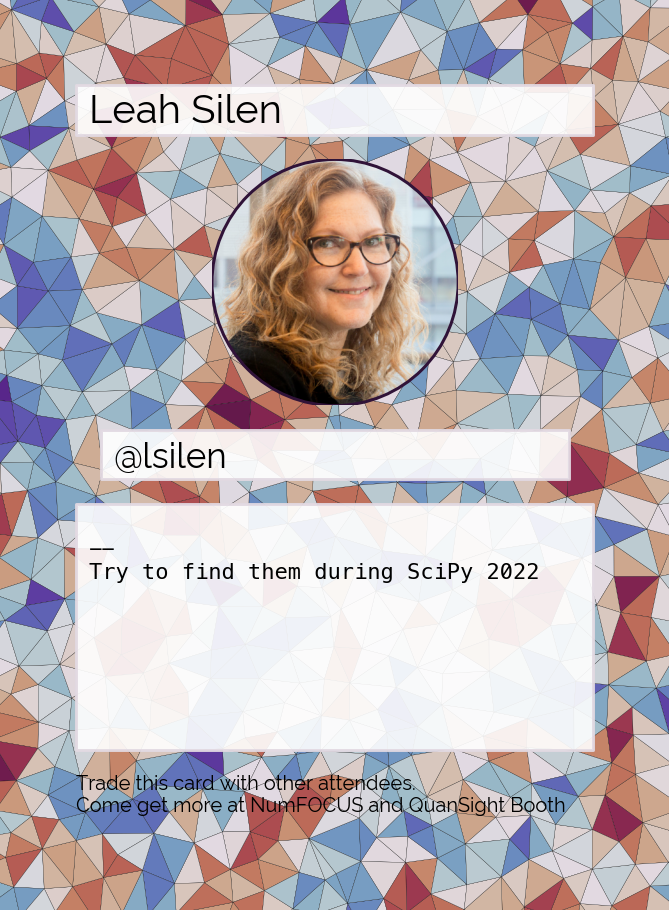 Leah Silen
@lsilen
__
Try to find them during SciPy 2022
Trade this card with other attendees.
Come get more at NumFOCUS and QuanSight Booth